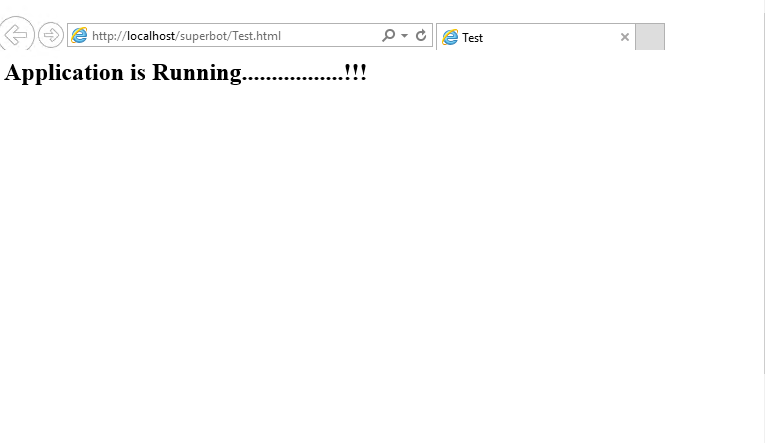 http://localhost/superbot/Test.html
Test
Application is Running.................!!!